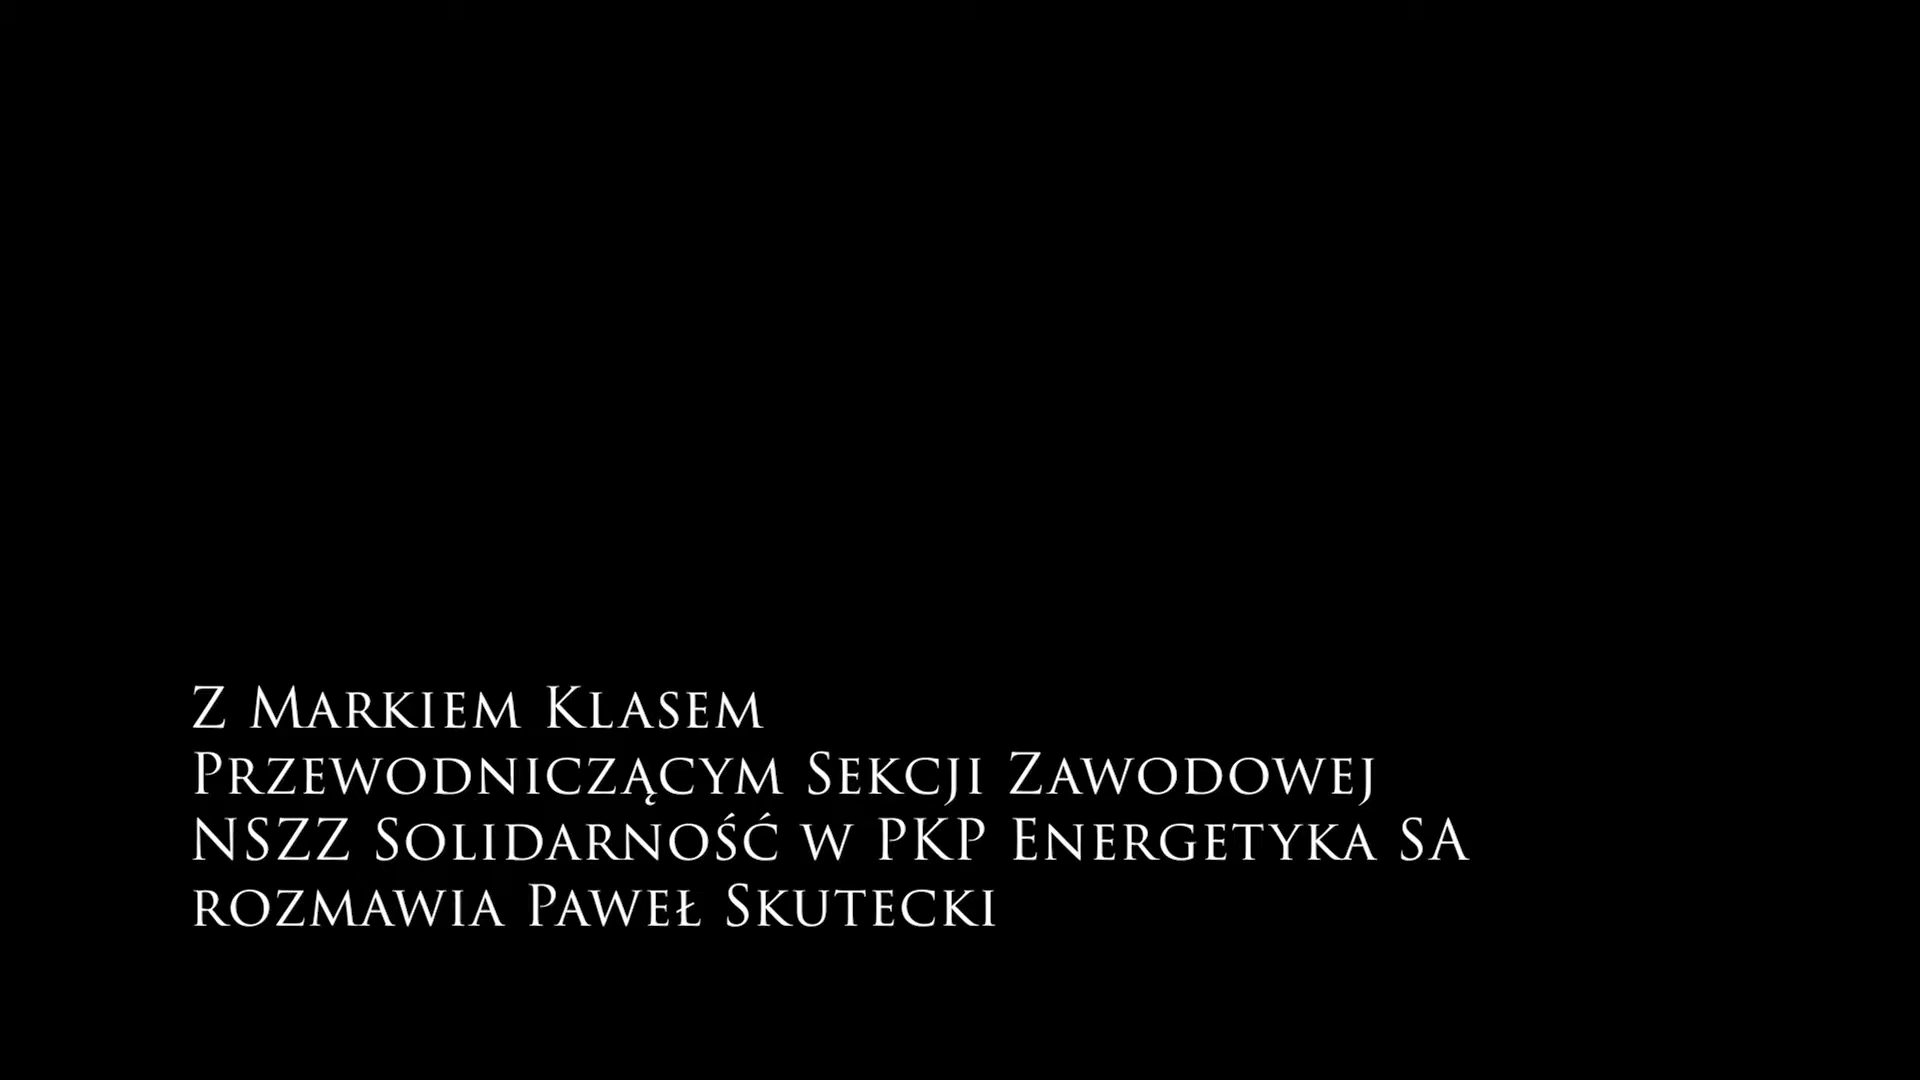 Z Markiem Klasem
Przewodniczącym Sekcji Zawodowej
NSZZ Solidarność w PKP Energetyka SA
rozmawia Paweł Skutecki